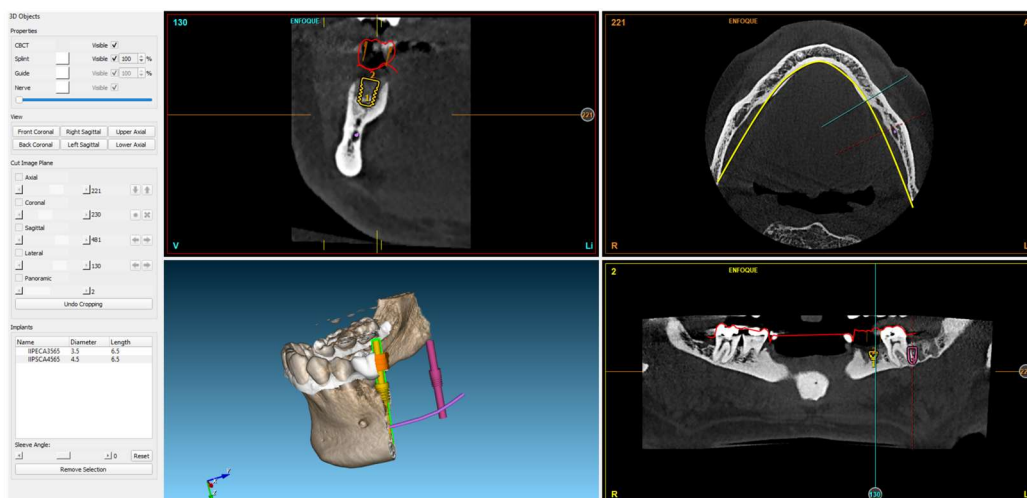 3D Objects
Properties
CBCT Visible
Splint Visible 100 %
Guide Visible 100 %
Nerve Visible
View
Front Coronal Right Sagittal Upper Axial
Back Coronal Left Sagittal Lower Axial
Cut Image Plane
Axial
221
Coronal
230
Sagittal
481
Lateral
130
Panoramic
2
Undo Cropping
Implants
Name Diameter Length
IIPECA3565 3.5 6.5
IIPSCA4565 4.5 6.5
Sleeve Angle:
0 Reset
Remove Selection
130 ENFOQUE
221
V Li
221 ENFOQUE A
R L
2 ENFOQUE
130
R L